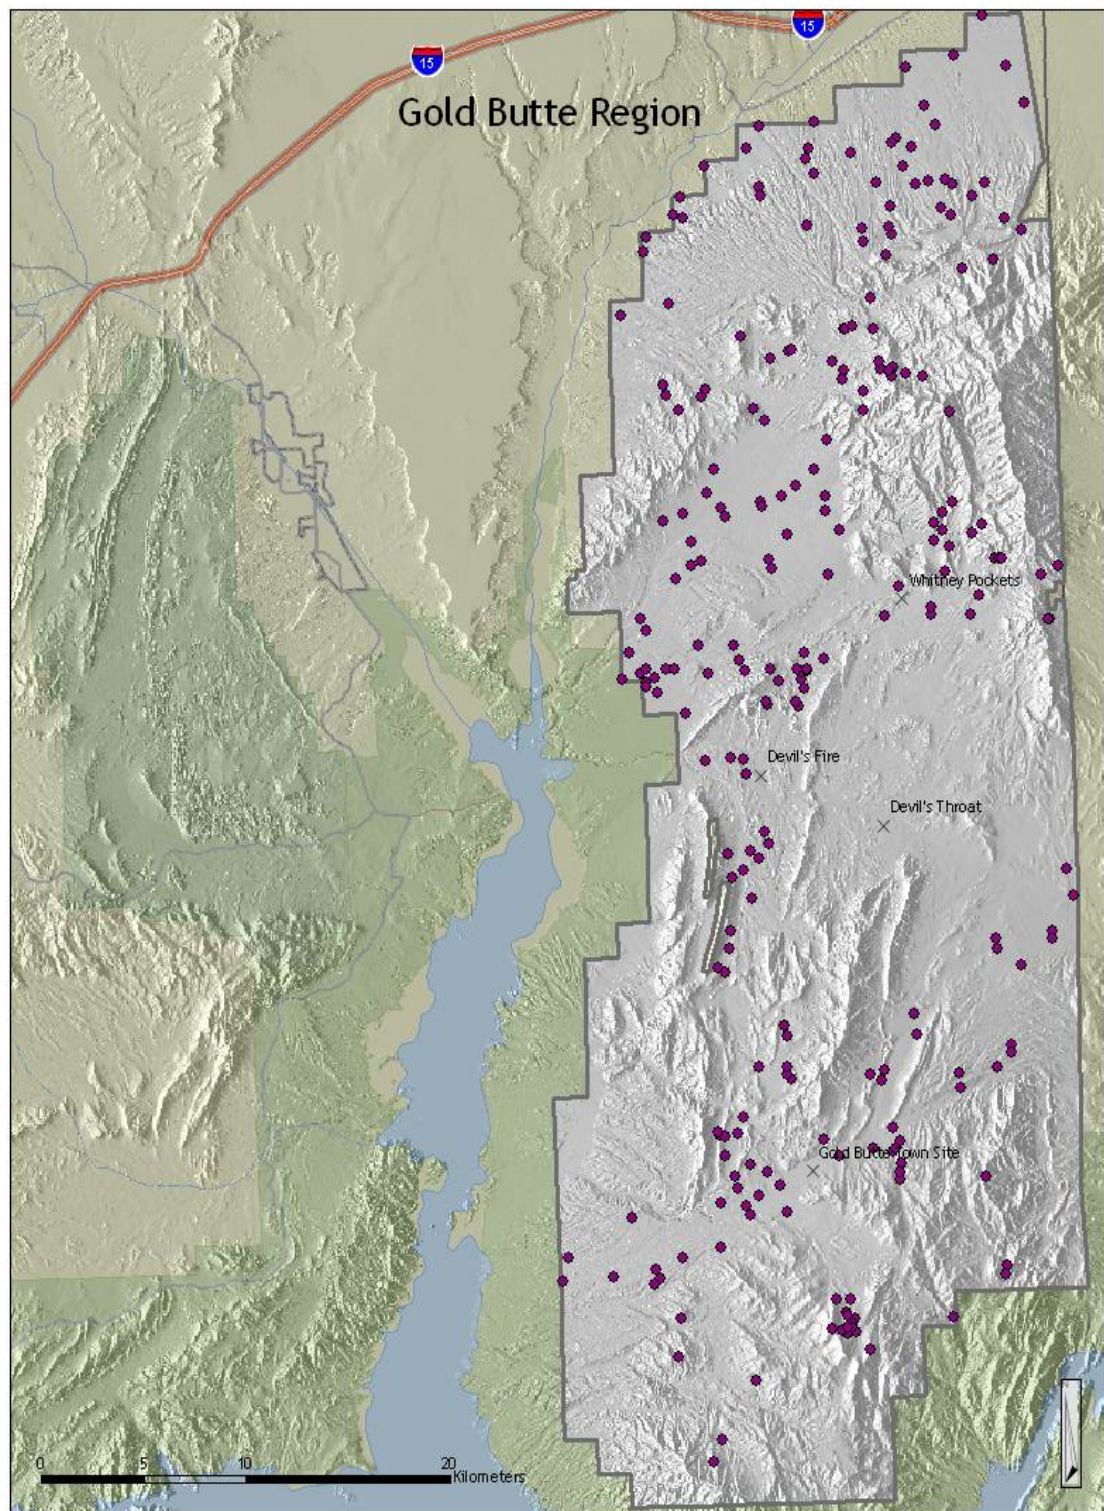 15
15
Gold Butte Region
Whitney Pockets
Devil's Fire
Devil's Throat
Gold Butte Town Site
0 5 10 20
Kilometers